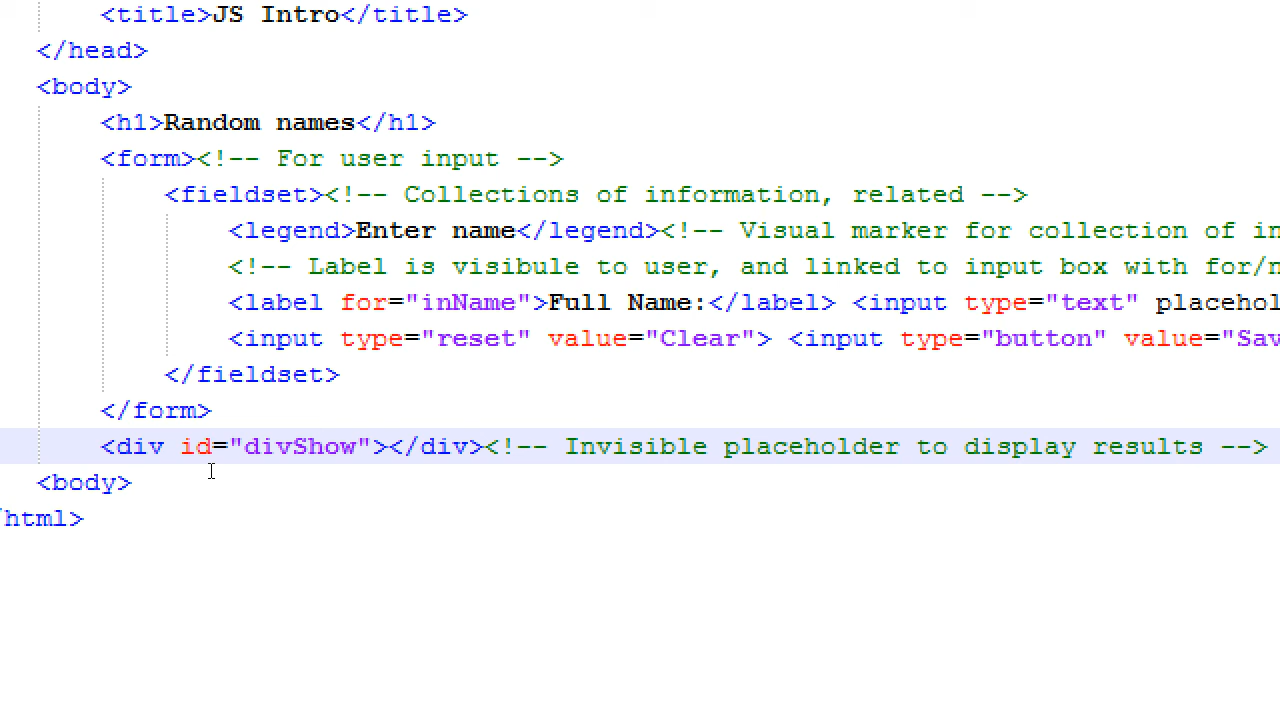 <title>JS Intro</title>
</head>
<body>
<h1>Random names</h1>
<form><!-- For user input -->
<fieldset><!-- Collections of information, related -->
<legend>Enter name</legend><!-- Visual marker for collection of in
<!-- Label is visibule to user, and linked to input box with for/n
<label for="inName">Full Name:</label> <input type="text" placehol
<input type="reset" value="Clear"> <input type="button" value="Sav
</fieldset>
</form>
<div id="divShow"></div><!-- Invisible placeholder to display results -->
<body>
/html>